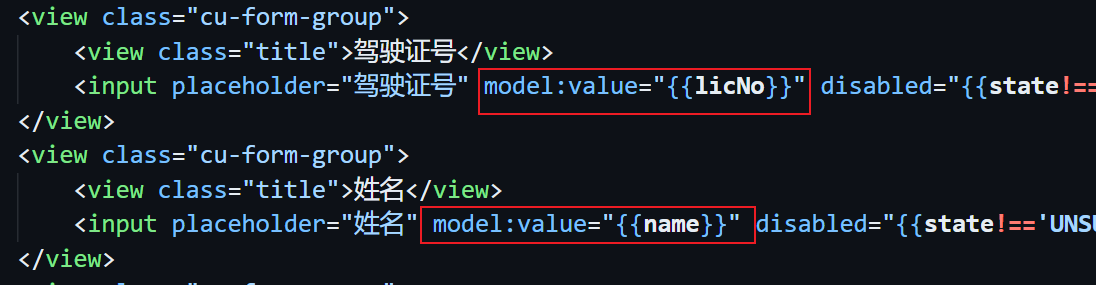 <view class="cu-form-group">
<view class="title">驾驶证号</view>
<input placeholder="驾驶证号" model:value="{{licNo}}" disabled="{{state!==
</view>
<view class="cu-form-group">
<view class="title">姓名</view>
<input placeholder="姓名" model:value="{{name}}" disabled="{{state!=='UNSU
</view>